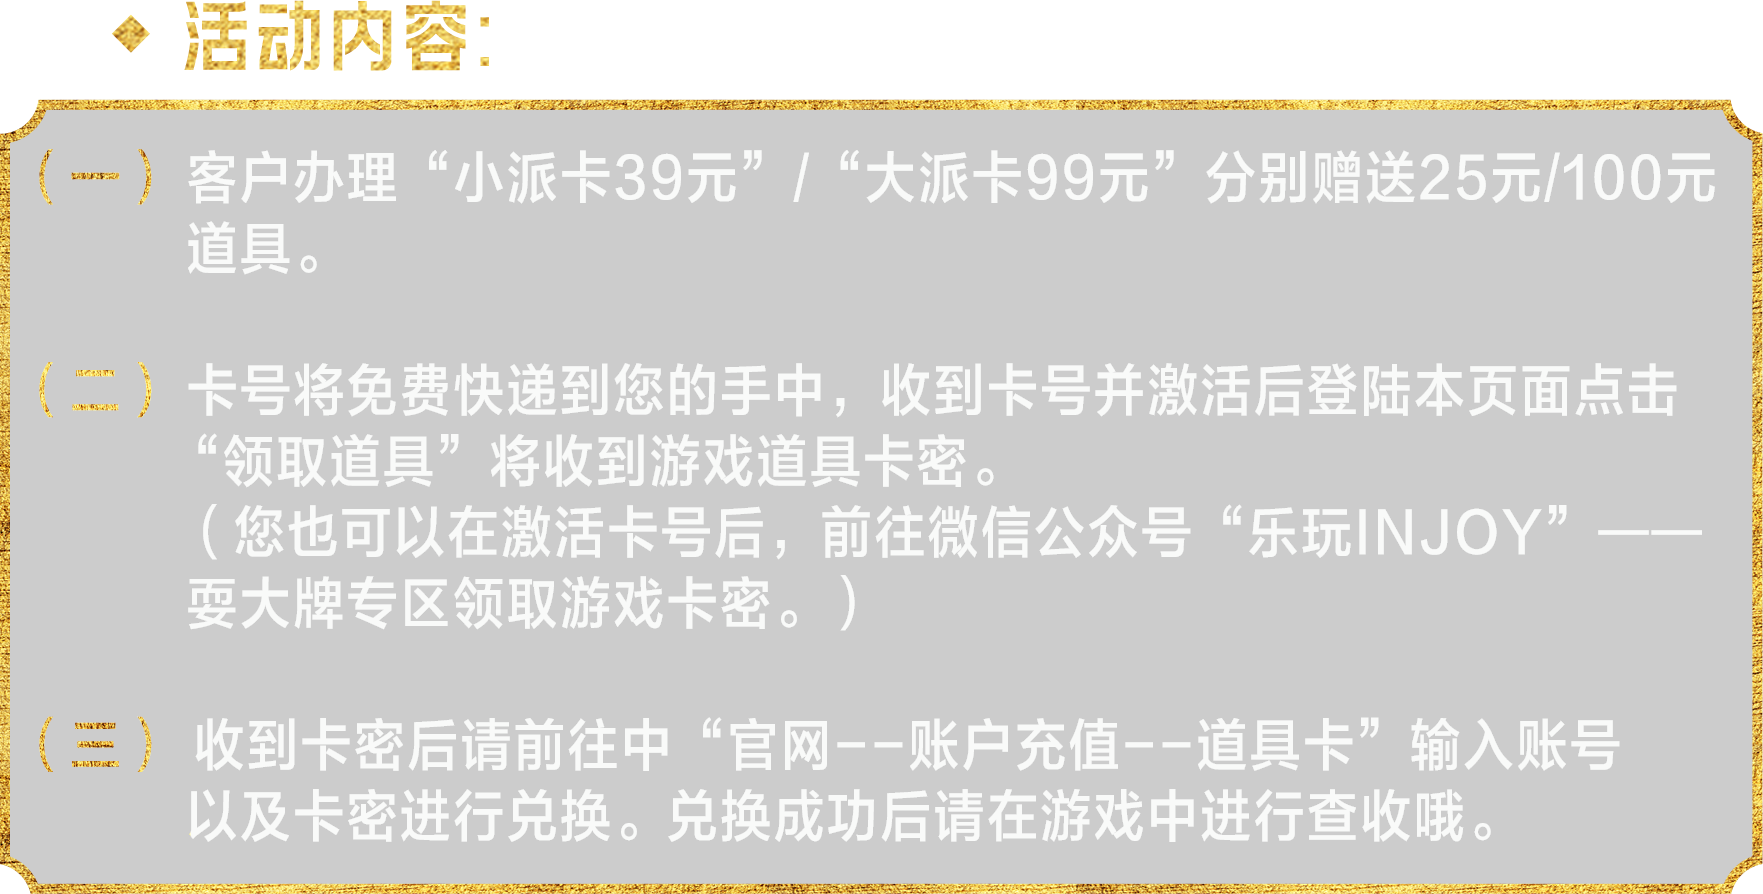 活动内容:
（一） 客户办理“小派卡39元”/“大派卡99元”分别赠送25元/100元
道具。
（二） 卡号将免费快递到您的手中，收到卡号并激活后登陆本页面点击
“领取道具”将收到游戏道具卡密。
（您也可以在激活卡号后，前往微信公众号“乐玩INJOY”——
耍大牌专区领取游戏卡密。）
（三） 收到卡密后请前往中“官网--账户充值--道具卡”输入账号
以及卡密进行兑换。兑换成功后请在游戏中进行查收哦。